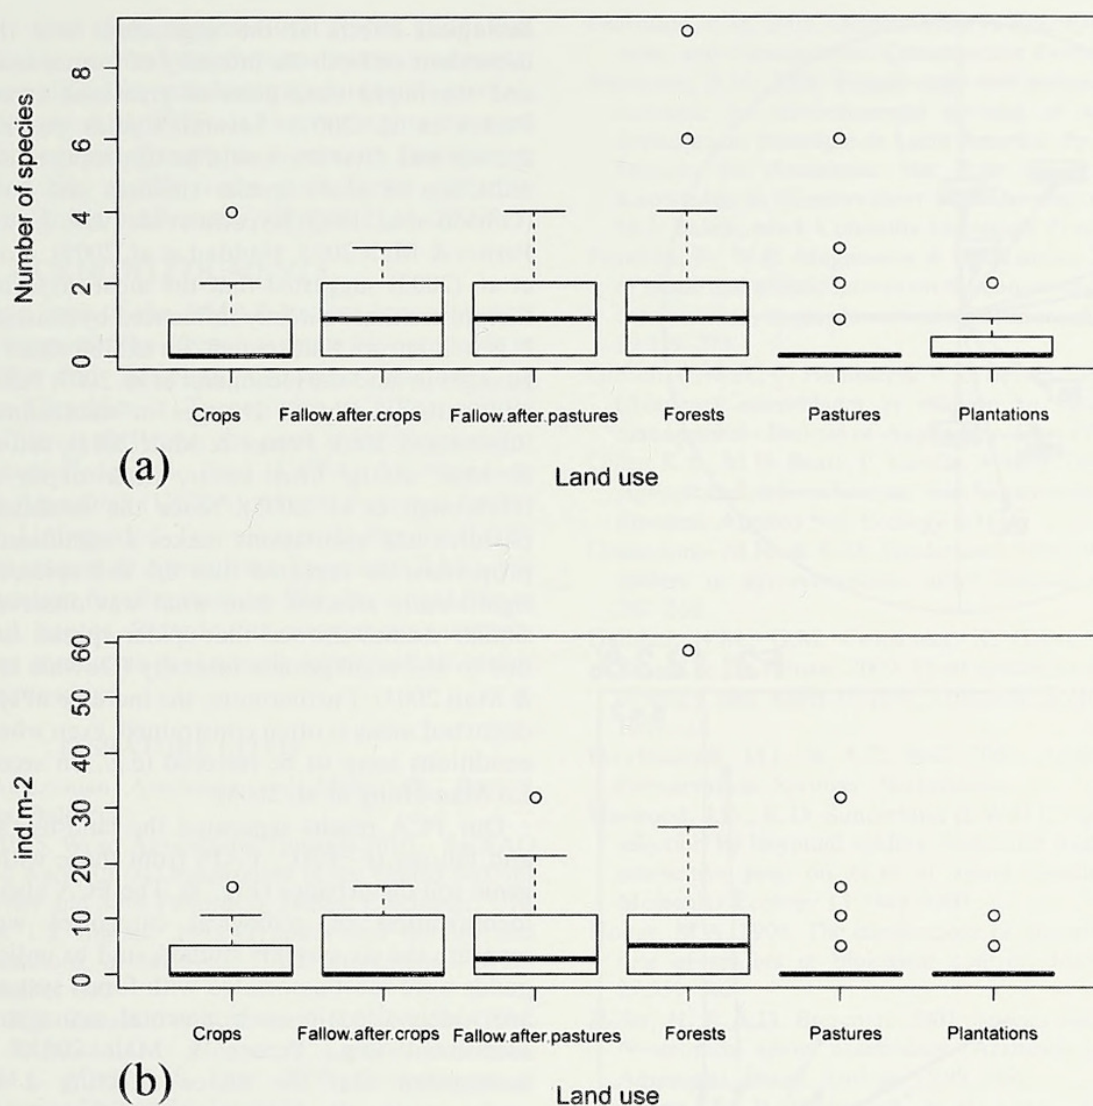 Number of species
8
6
4
2
0
Crops
Fallow.after.crops
Fallow.after.pastures
Forests
Pastures
Plantations
(a)
Land use
ind.m-2
60
50
40
30
20
10
0
Crops
Fallow.after.crops
Fallow.after.pastures
Forests
Pastures
Plantations
(b)
Land use